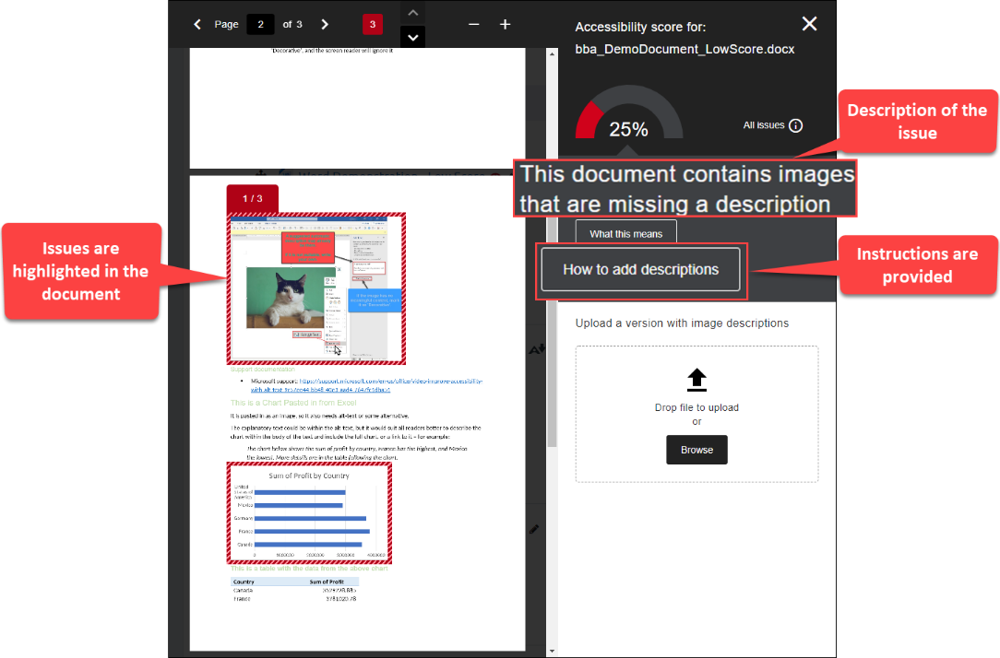 Page 2 of 3
3
Accessibility score for:
bba_DemoDocument_LowScore.docx
'Decorative', and the screen reader will ignore it
25%
All issues
Description of the
issue
This document contains images
that are missing a description
What this means
How to add descriptions
Instructions are
provided
Issues are
highlighted in the
document
1 / 3
Support documentation
Microsoft support:
This is a Chart Pasted in from Excel
It is pasted in as an image, so it also needs alt-text or some alternative.
The explanatory text could be within the alt-text, but it would suit all readers better to describe the
chart within the body of the text and include the full chart, or a link to it – for example:
The chart below shows the sum of profit by country, France has the highest, and Mexico
the lowest. More details are in the table following the chart.
Sum of Profit by Country
United
States of
America
Mexico
Germany
France
Canada
0 1000000 2000000 3000000 4000000
This is a table with the data from the above chart
Country Sum of Profit
Canada
France
Upload a version with image descriptions
Drop file to upload
or
Browse